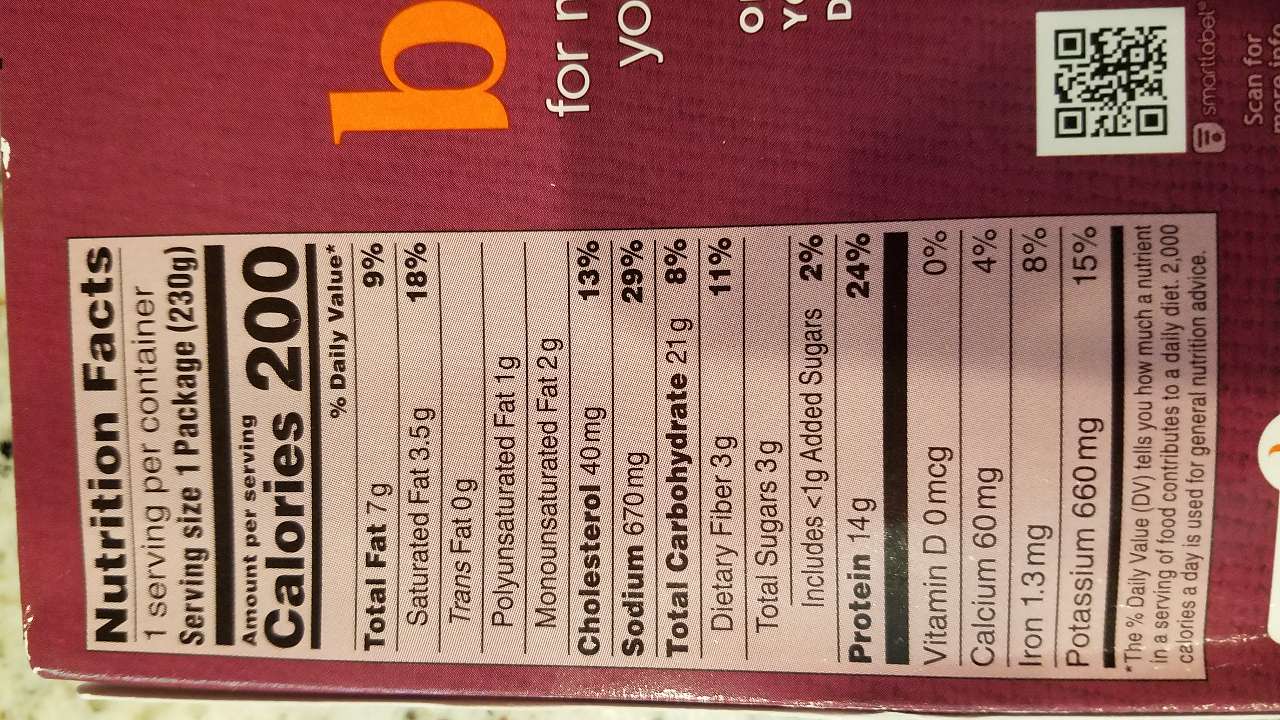 Nutrition Facts
1 serving per container
Serving size 1 Package (230g)
Amount per serving
Calories 200
% Daily Value*
Total Fat 7g 9%
Saturated Fat 3.5g 18%
Trans Fat 0g
Polyunsaturated Fat 1g
Monounsaturated Fat 2g
Cholesterol 40mg 13%
Sodium 670mg 29%
Total Carbohydrate 21g 8%
Dietary Fiber 3g 11%
Total Sugars 3g
Includes <1g Added Sugars 2%
Protein 14g 24%
Vitamin D 0mcg 0%
Calcium 60mg 4%
Iron 1.3mg 8%
Potassium 660mg 15%
*The % Daily Value (DV) tells you how much a nutrient
in a serving of food contributes to a daily diet. 2,000
calories a day is used for general nutrition advice.
b
for
yo
smartlabel
Scan for
more info